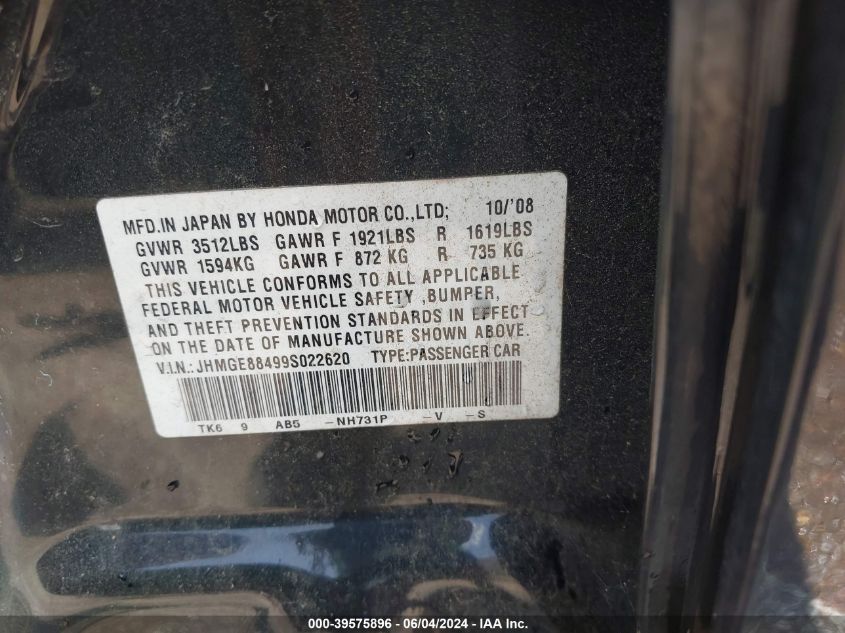 MFD.IN JAPAN BY HONDA MOTOR CO.,LTD; 10/'08
GVWR 3512LBS GAWR F 1921LBS R 1619LBS
GVWR 1594KG GAWR F 872 KG R 735 KG
THIS VEHICLE CONFORMS TO ALL APPLICABLE
FEDERAL MOTOR VEHICLE SAFETY ,BUMPER,
AND THEFT PREVENTION STANDARDS IN EFFECT
ON THE DATE OF MANUFACTURE SHOWN ABOVE.
V.I.N.:JHMGE88499S022620 TYPE:PASSENGER CAR
TK6 9 AB5 -NH731P -V -S
000-39575896 - 06/04/2024 - IAA Inc.